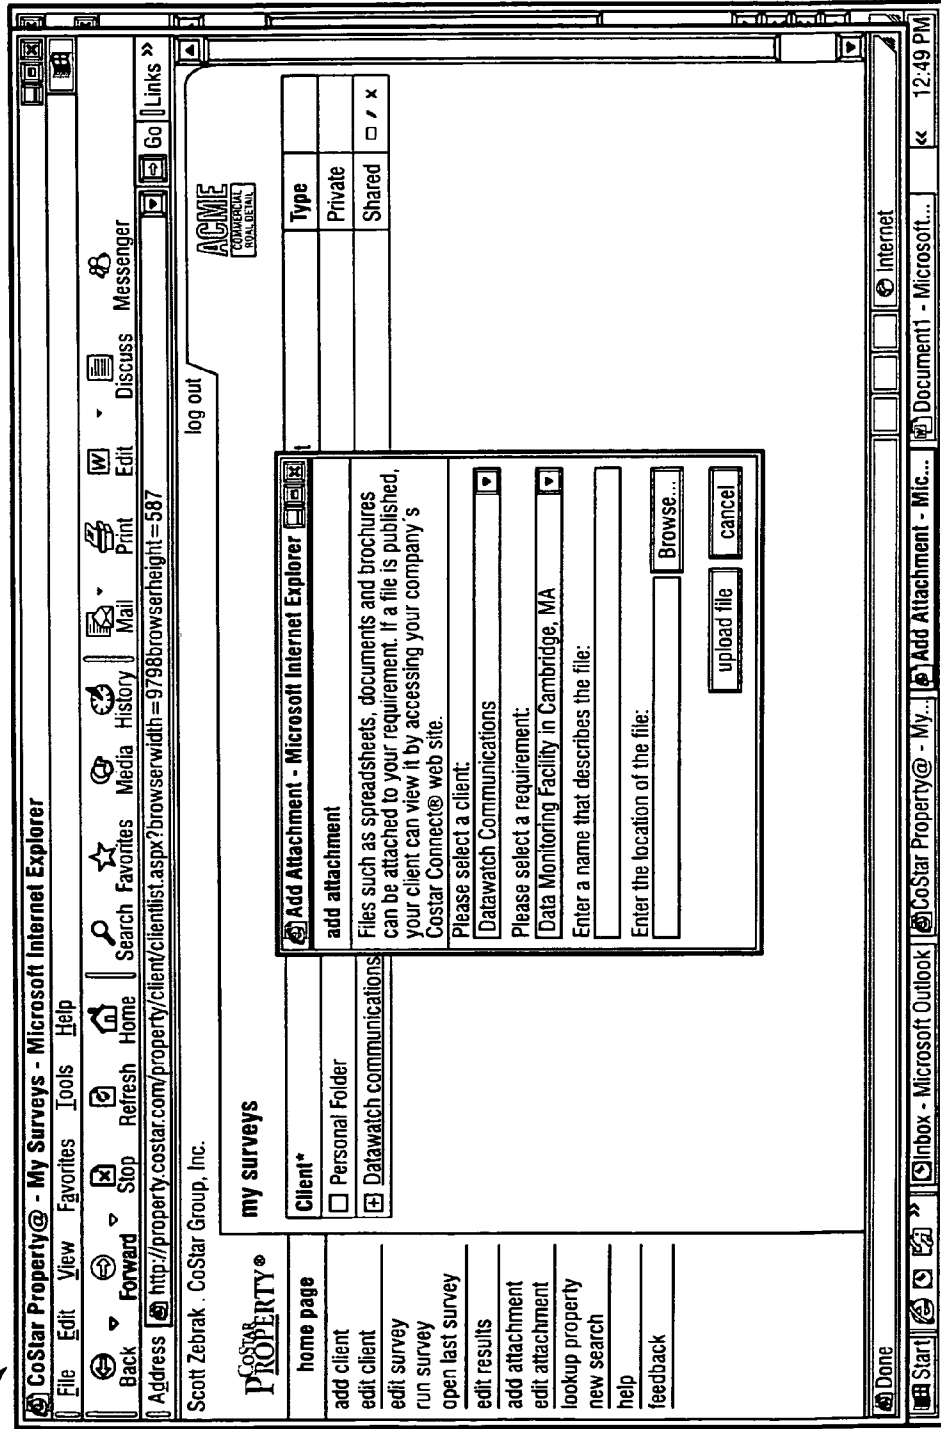 CoStar Property@ - My Surveys - Microsoft Internet Explorer
File Edit View Favorites Tools Help
Back Forward Stop Refresh Home Search Favorites Media History Mail Print Edit Discuss Messenger
Address http://property.costar.com/property/client/clientlist.aspx?browserwidth=9798browserheight=587 Go Links »
Scott Zebrak . CoStar Group, Inc.
log out
COSTAR
PROPERTY®
my surveys
ACME
COMMERCIAL
ROAL DETAIL
home page
add client
edit client
edit survey
run survey
open last survey
edit results
add attachment
edit attachment
lookup property
new search
help
feedback
Client* Type
Personal Folder Private
Datawatch communications Shared
Add Attachment - Microsoft Internet Explorer
add attachment
Files such as spreadsheets, documents and brochures
can be attached to your requirement. If a file is published,
your client can view it by accessing your company's
Costar Connect® web site.
Please select a client:
Datawatch Communications
Please select a requirement:
Data Monitoring Facility in Cambridge, MA
Enter a name that describes the file:
Enter the location of the file:
Browse...
upload file cancel
Done Internet
Start » Inbox - Microsoft Outlook CoStar Property@ - My... Add Attachment - Mic... Document1 - Microsoft... « 12:49 PM